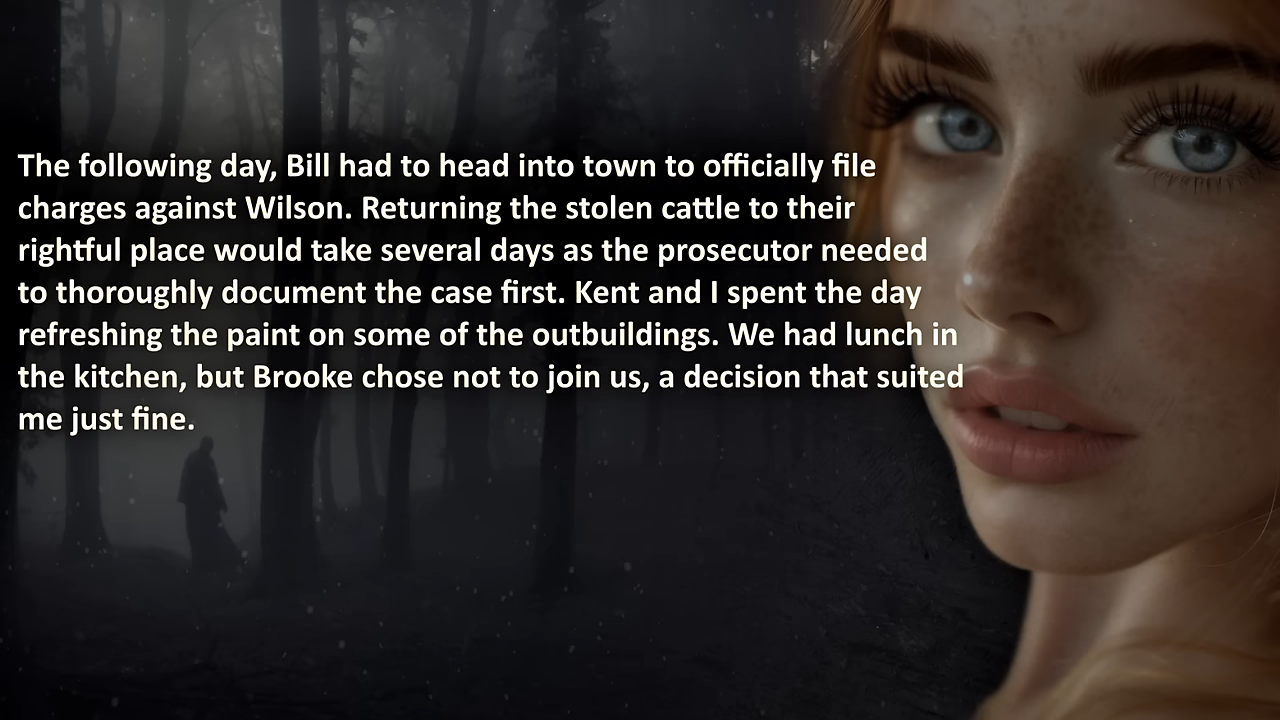 The following day, Bill had to head into town to officially file
charges against Wilson. Returning the stolen cattle to their
rightful place would take several days as the prosecutor needed
to thoroughly document the case first. Kent and I spent the day
refreshing the paint on some of the outbuildings. We had lunch in
the kitchen, but Brooke chose not to join us, a decision that suited
me just fine.